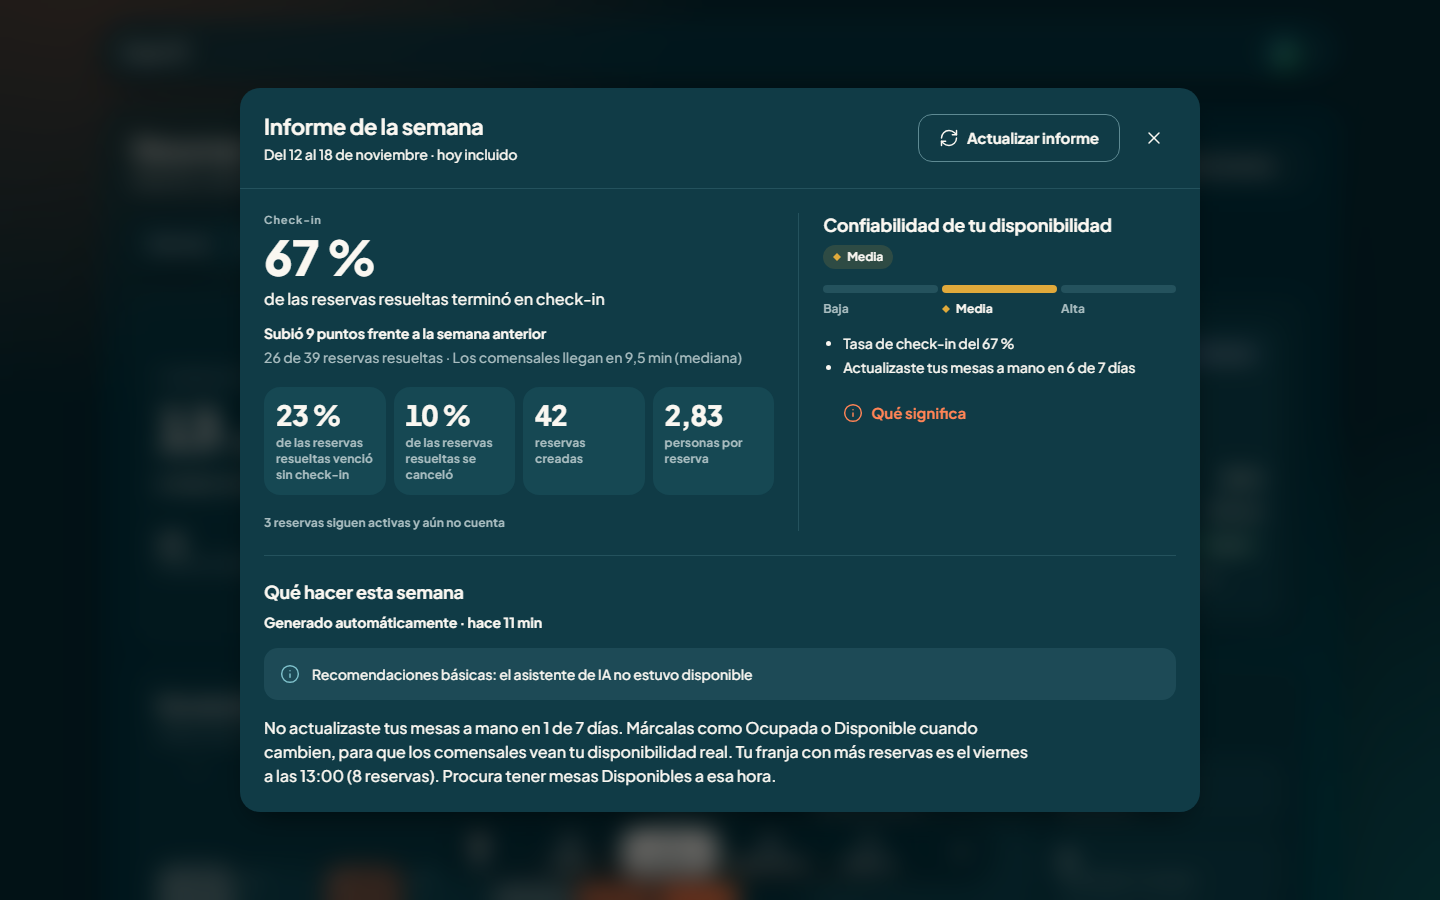 Informe de la semana
Del 12 al 18 de noviembre · hoy incluido
Actualizar informe
Check-in
67 %
de las reservas resueltas terminó en check-in
Subió 9 puntos frente a la semana anterior
26 de 39 reservas resueltas · Los comensales llegan en 9,5 min (mediana)
23 %
de las reservas
resueltas venció
sin check-in
10 %
de las reservas
resueltas se
canceló
42
reservas
creadas
2,83
personas por
reserva
3 reservas siguen activas y aún no cuenta
Confiabilidad de tu disponibilidad
Media
Baja
Media
Alta
Tasa de check-in del 67 %
Actualizaste tus mesas a mano en 6 de 7 días
Qué significa
Qué hacer esta semana
Generado automáticamente · hace 11 min
Recomendaciones básicas: el asistente de IA no estuvo disponible
No actualizaste tus mesas a mano en 1 de 7 días. Márcalas como Ocupada o Disponible cuando
cambien, para que los comensales vean tu disponibilidad real. Tu franja con más reservas es el viernes
a las 13:00 (8 reservas). Procura tener mesas Disponibles a esa hora.